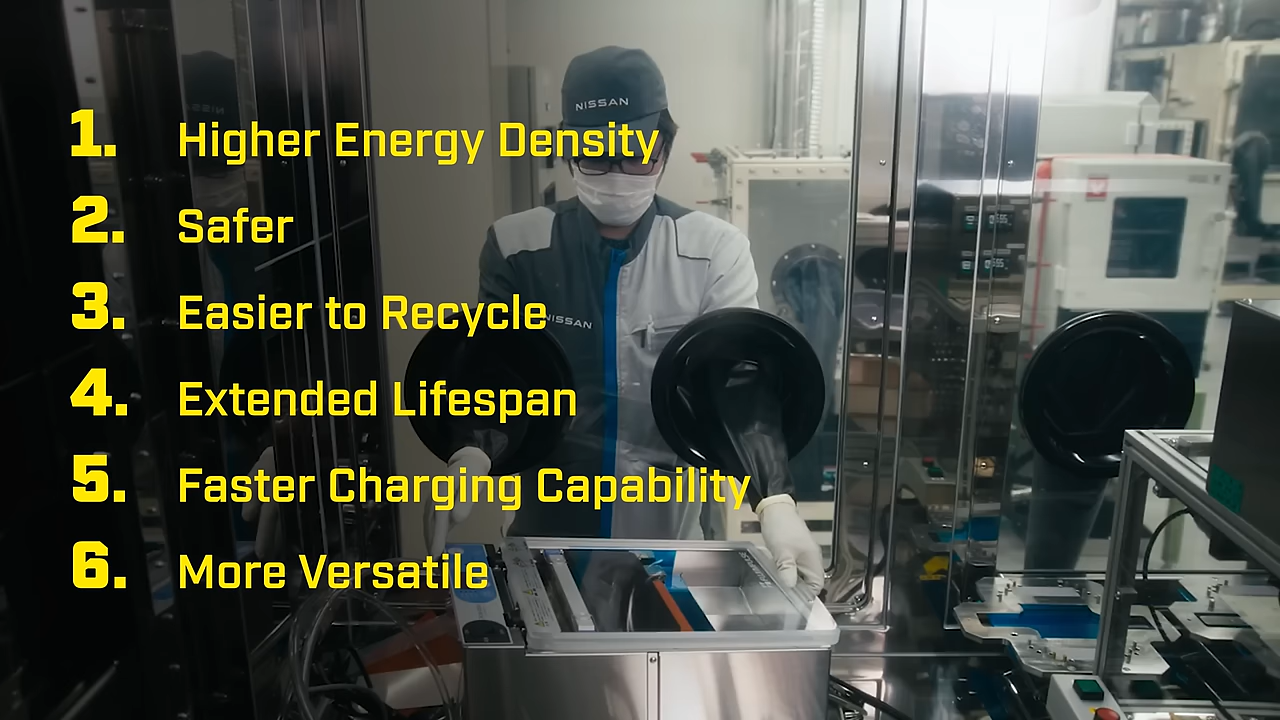 NISSAN
1. Higher Energy Density
2. Safer
3. Easier to Recycle
NISSAN
4. Extended Lifespan
5. Faster Charging Capability
6. More Versatile